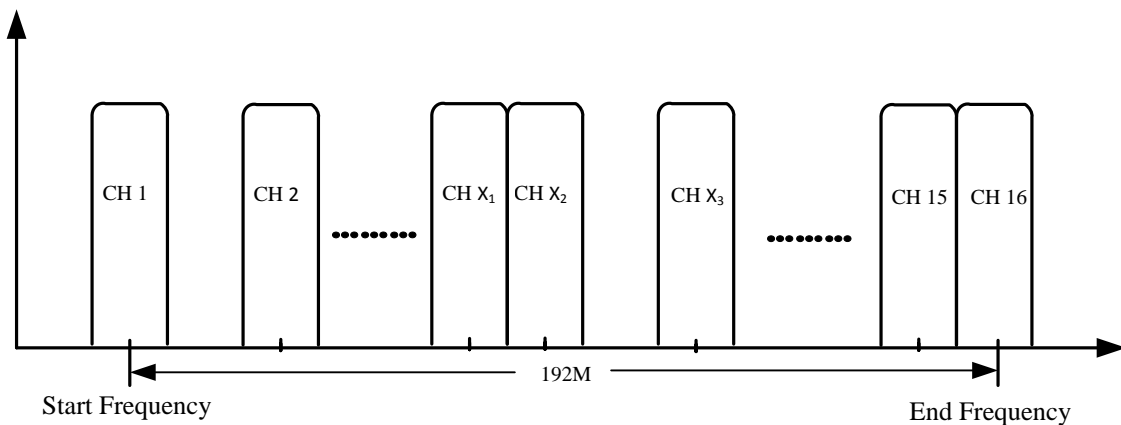 CH 1
CH 2
CH X₁
CH X₂
CH X₃
CH 15
CH 16
192M
Start Frequency
End Frequency